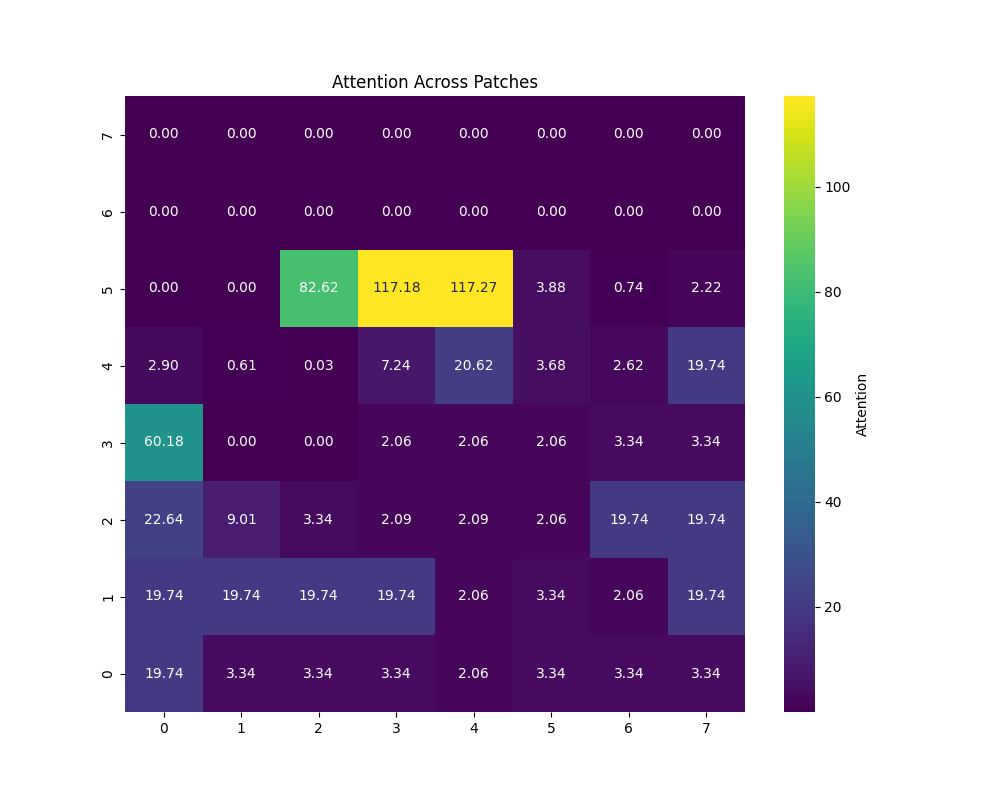 Attention Across Patches
7 0.00 0.00 0.00 0.00 0.00 0.00 0.00 0.00
6 0.00 0.00 0.00 0.00 0.00 0.00 0.00 0.00
5 0.00 0.00 82.62 117.18 117.27 3.88 0.74 2.22
4 2.90 0.61 0.03 7.24 20.62 3.68 2.62 19.74
3 60.18 0.00 0.00 2.06 2.06 2.06 3.34 3.34
2 22.64 9.01 3.34 2.09 2.09 2.06 19.74 19.74
1 19.74 19.74 19.74 19.74 2.06 3.34 2.06 19.74
0 19.74 3.34 3.34 3.34 2.06 3.34 3.34 3.34
0 1 2 3 4 5 6 7
100
80
60
40
20
Attention